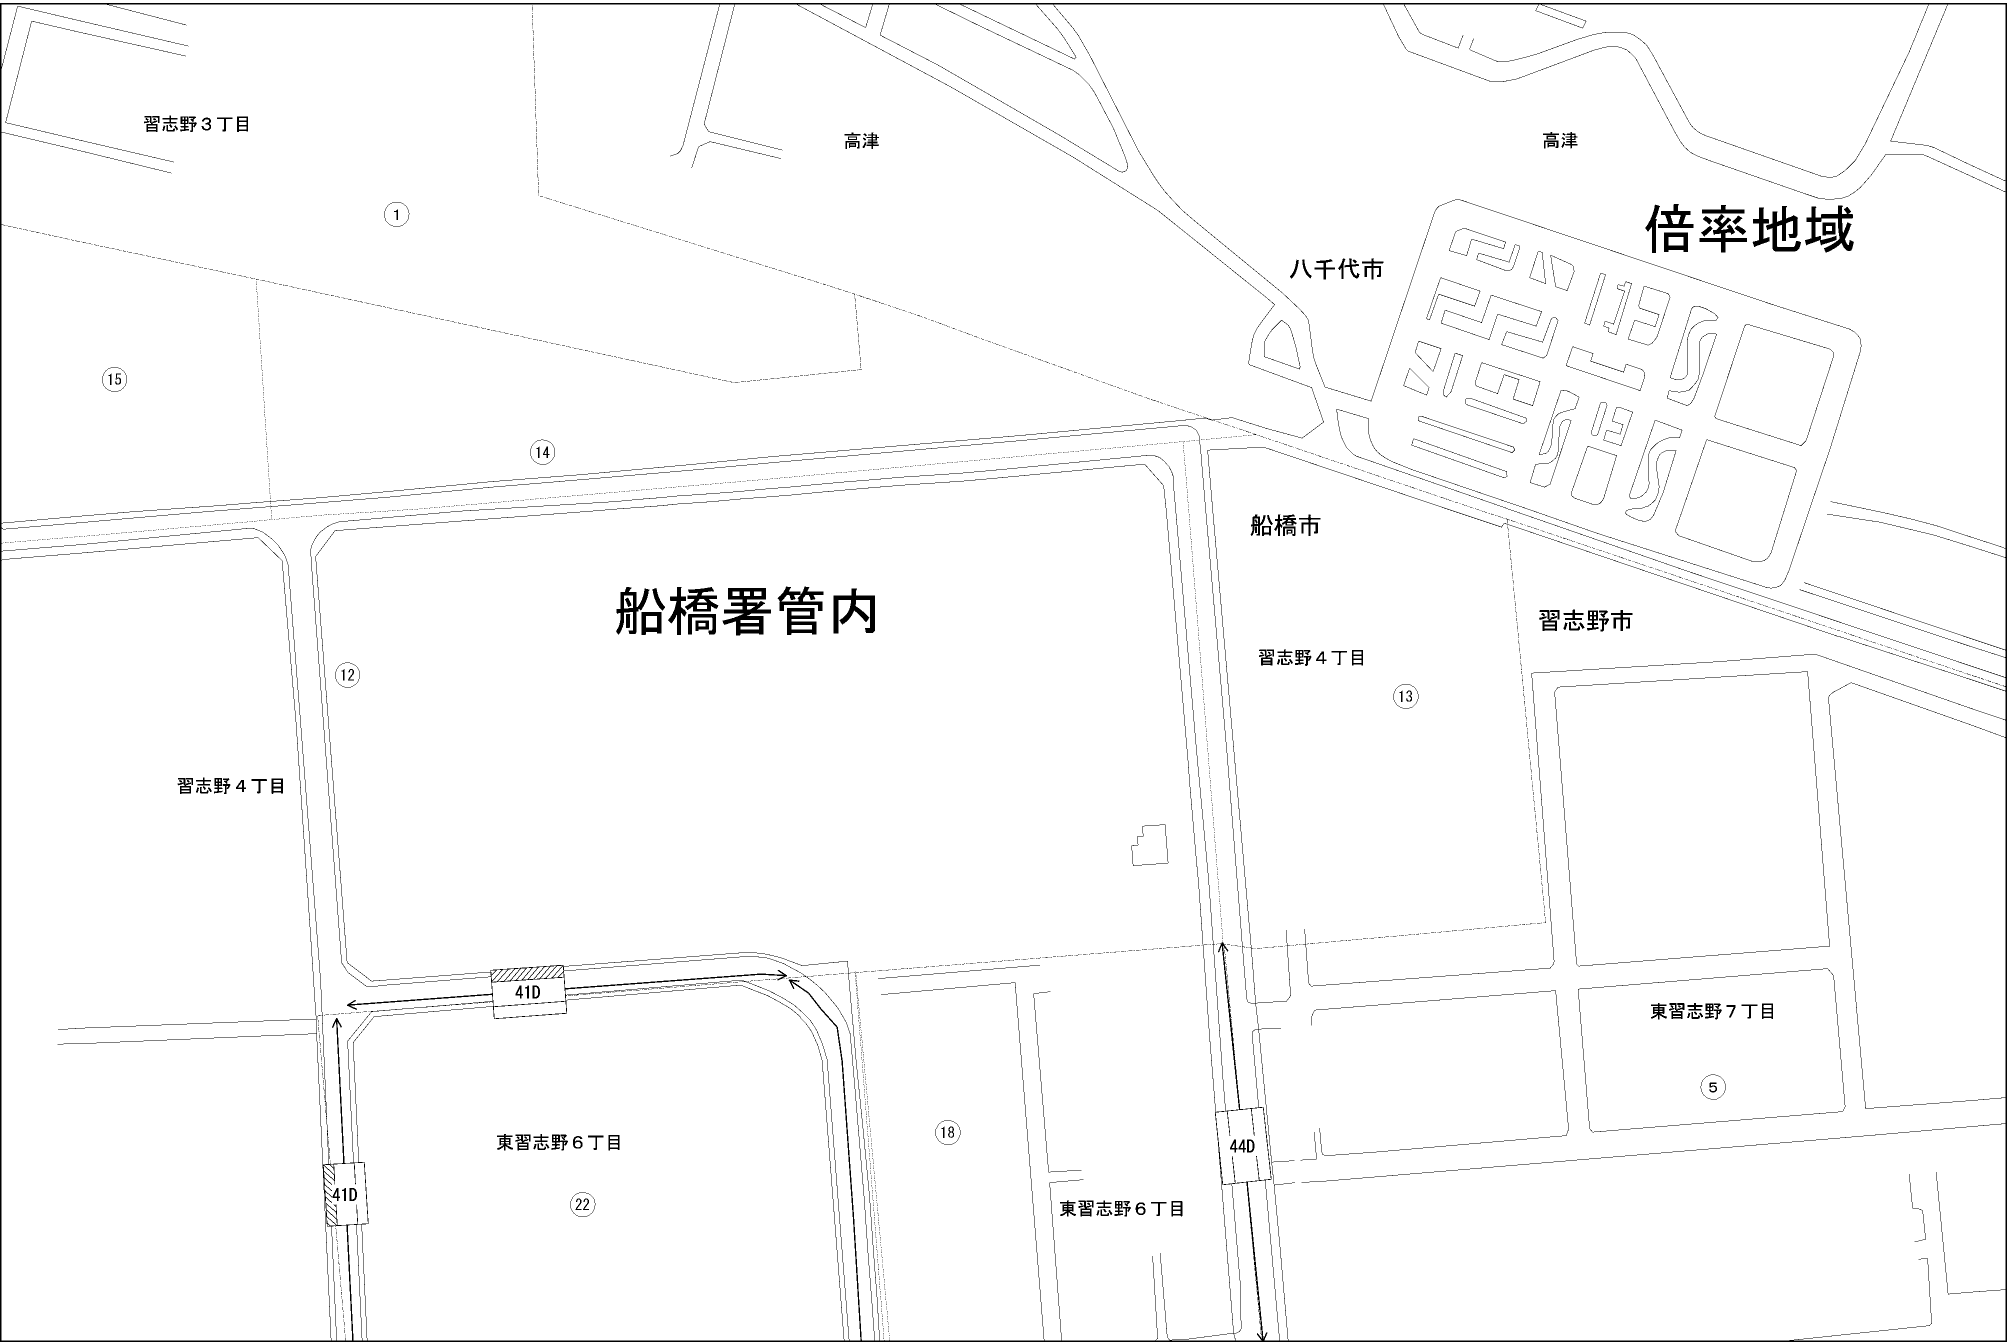 習志野３丁目
高津
高津
①
倍率地域
八千代市
⑮
⑭
船橋市
船橋署管内
習志野市
習志野４丁目
⑫
⑬
習志野４丁目
41D
東習志野７丁目
⑤
⑱
東習志野６丁目
44D
41D
㉒
東習志野６丁目